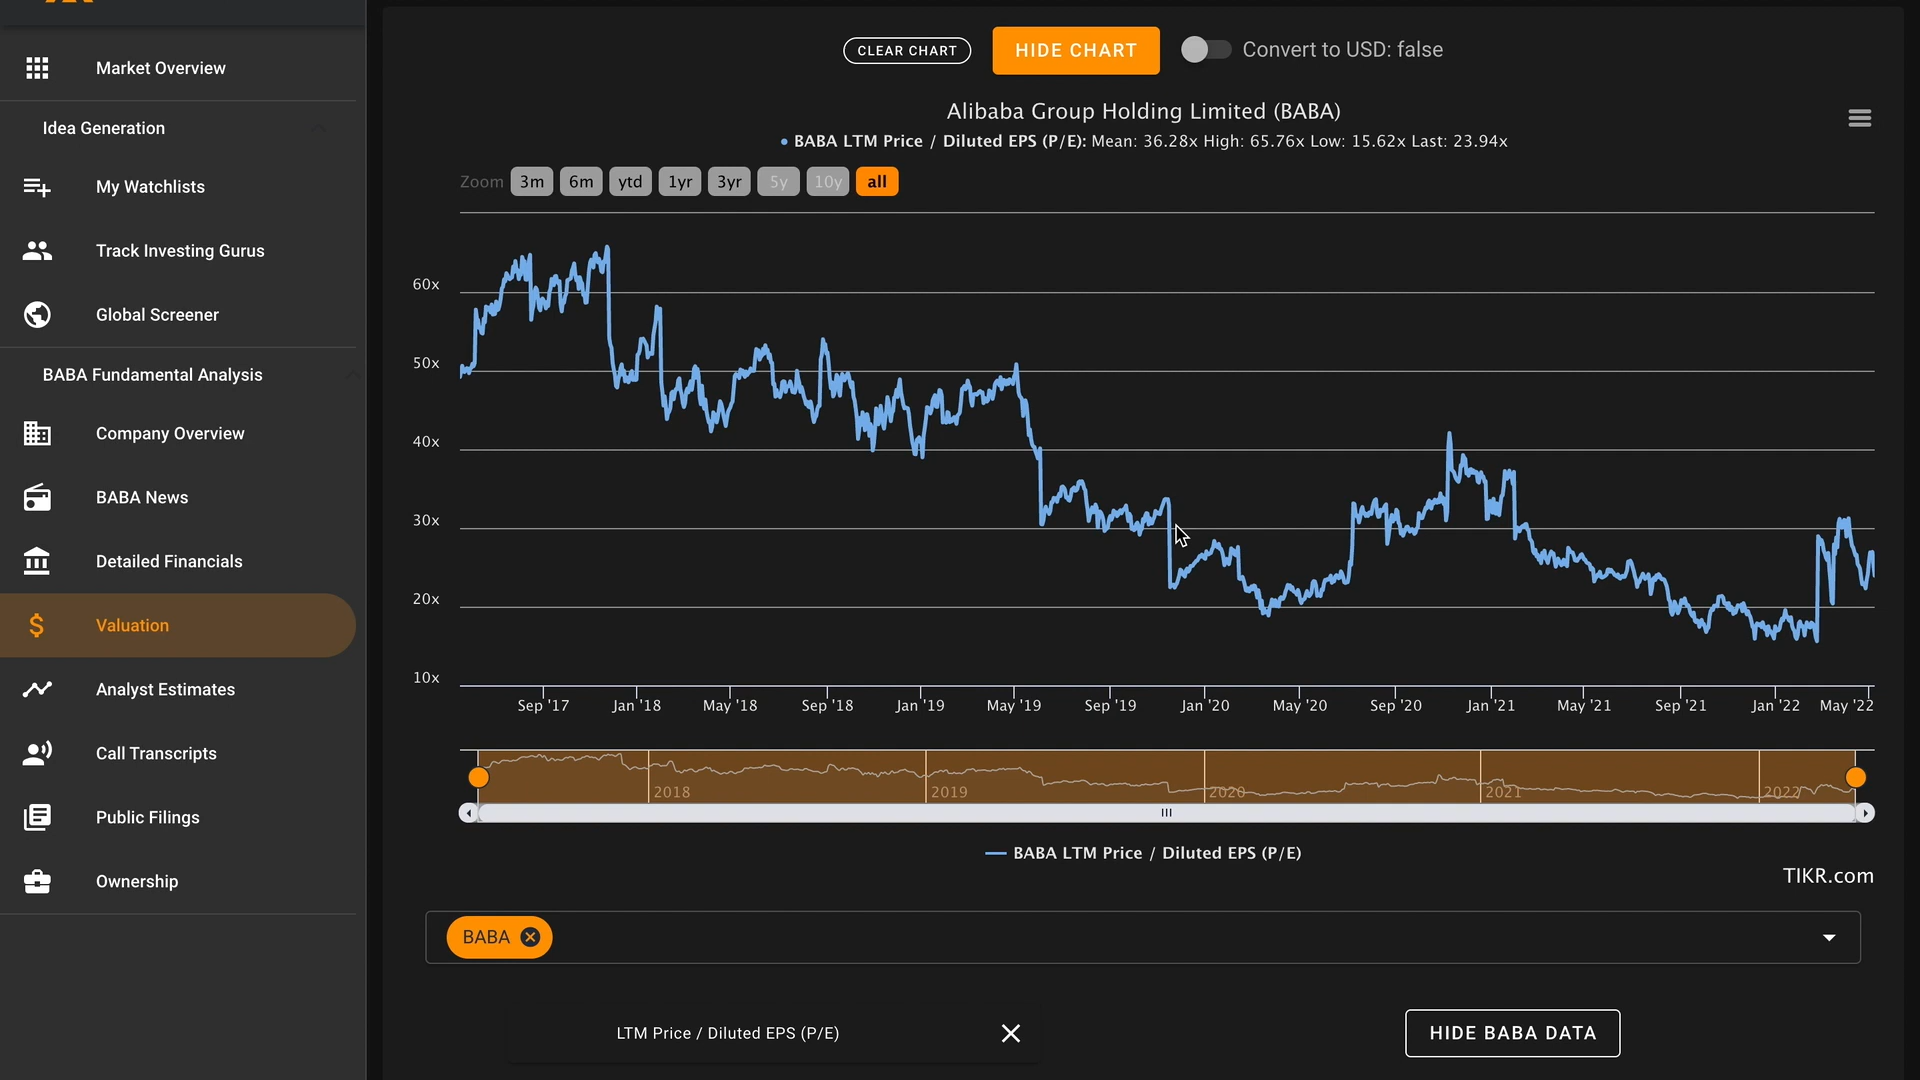 Market Overview
Idea Generation
My Watchlists
Track Investing Gurus
Global Screener
BABA Fundamental Analysis
Company Overview
BABA News
Detailed Financials
Valuation
Analyst Estimates
Call Transcripts
Public Filings
Ownership
CLEAR CHART
HIDE CHART
Convert to USD: false
Alibaba Group Holding Limited (BABA)
BABA LTM Price / Diluted EPS (P/E): Mean: 36.28x High: 65.76x Low: 15.62x Last: 23.94x
Zoom 3m 6m ytd 1yr 3yr 5y 10y all
60x
50x
40x
30x
20x
10x
Sep '17 Jan '18 May '18 Sep '18 Jan '19 May '19 Sep '19 Jan '20 May '20 Sep '20 Jan '21 May '21 Sep '21 Jan '22 May '22
2018 2019 2020 2021 2022
BABA LTM Price / Diluted EPS (P/E)
TIKR.com
BABA
LTM Price / Diluted EPS (P/E)
HIDE BABA DATA